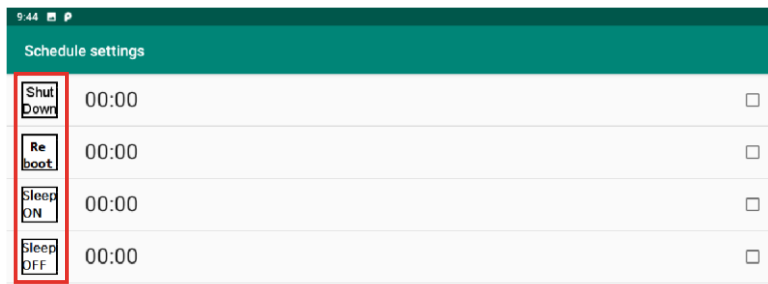 9:44
Schedule settings
Shut
Down
00:00
Re
boot
00:00
Sleep
ON
00:00
Sleep
OFF
00:00